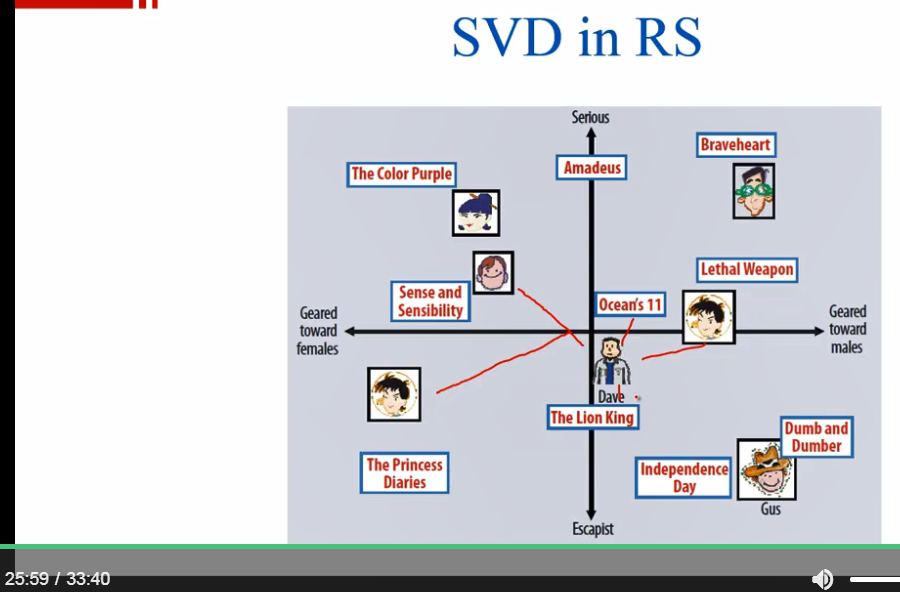 SVD in RS
Serious
Braveheart
The Color Purple
Amadeus
Lethal Weapon
Sense and
Sensibility
Ocean's 11
Geared
toward
females
Geared
toward
males
Dave
The Lion King
Dumb and
Dumber
The Princess
Diaries
Independence
Day
Gus
Escapist
25:59 / 33:40